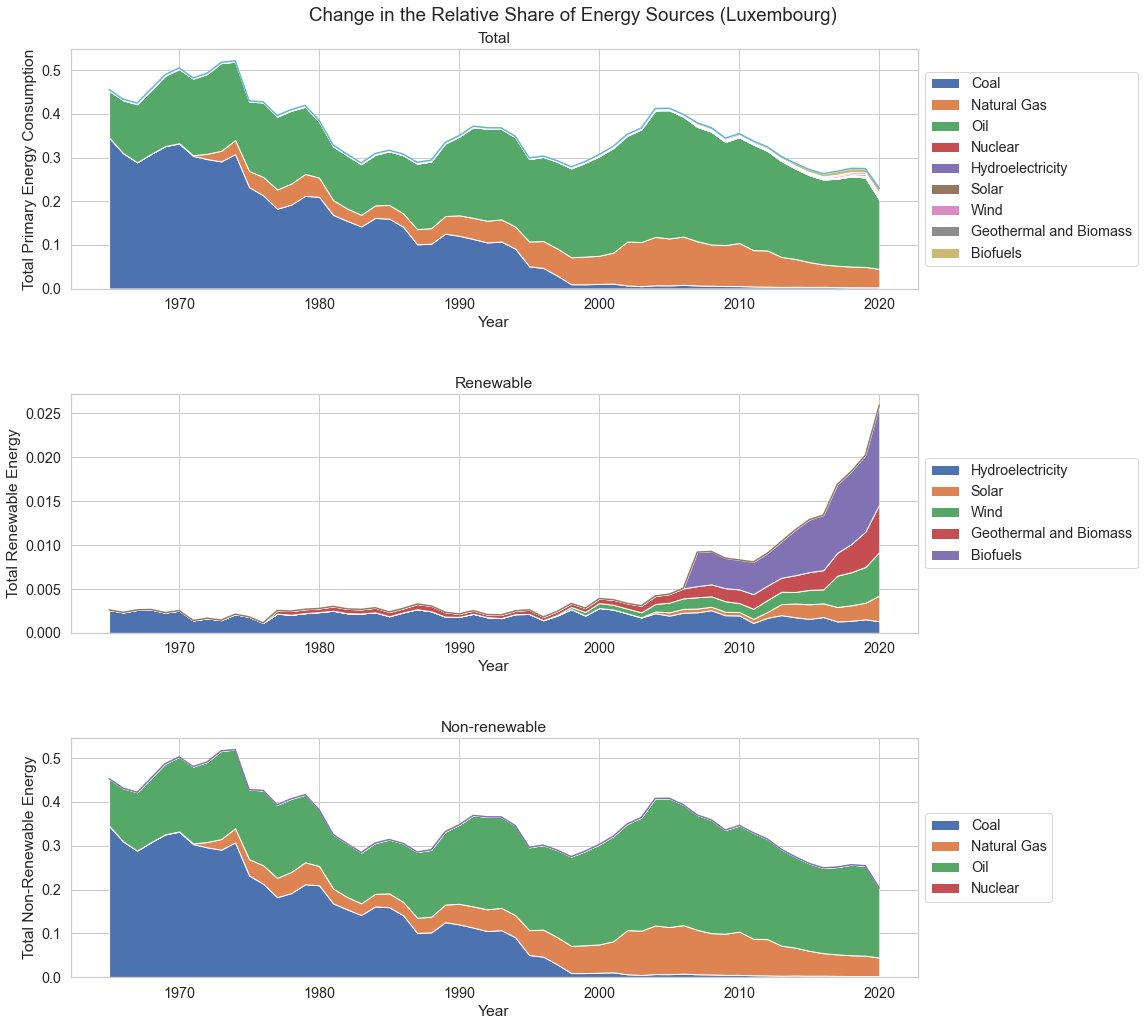 Change in the Relative Share of Energy Sources (Luxembourg)
Total
Total Primary Energy Consumption
0.5
0.4
0.3
0.2
0.1
0.0
1970
1980
1990
2000
2010
2020
Year
Coal
Natural Gas
Oil
Nuclear
Hydroelectricity
Solar
Wind
Geothermal and Biomass
Biofuels
Renewable
Total Renewable Energy
0.025
0.020
0.015
0.010
0.005
0.000
1970
1980
1990
2000
2010
2020
Year
Hydroelectricity
Solar
Wind
Geothermal and Biomass
Biofuels
Non-renewable
Total Non-Renewable Energy
0.5
0.4
0.3
0.2
0.1
0.0
1970
1980
1990
2000
2010
2020
Year
Coal
Natural Gas
Oil
Nuclear